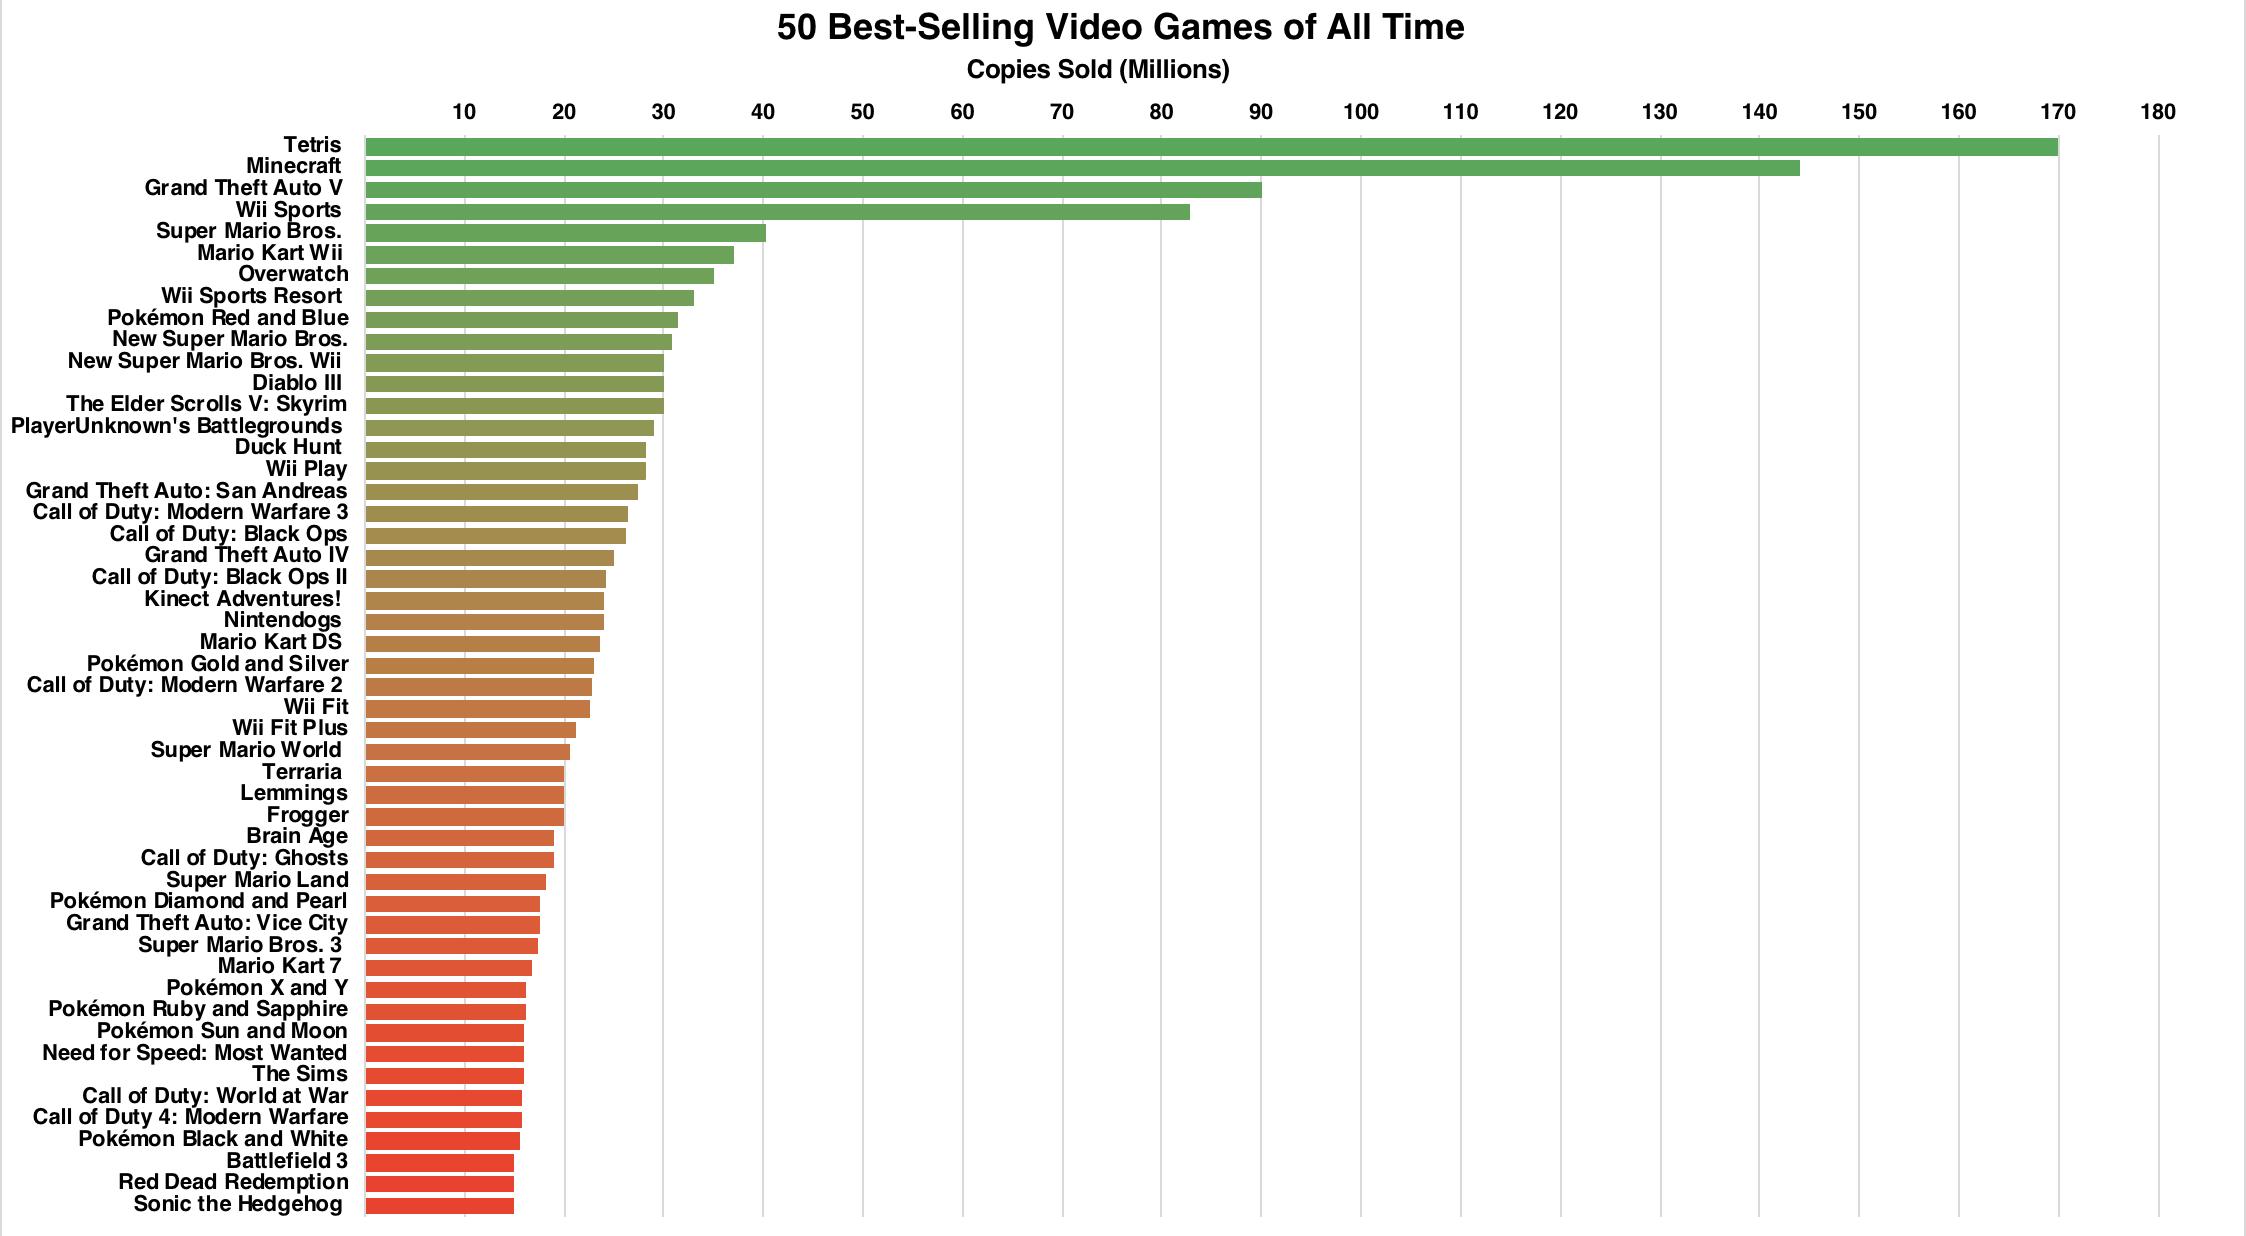 50 Best-Selling Video Games of All Time
Copies Sold (Millions)
10 20 30 40 50 60 70 80 90 100 110 120 130 140 150 160 170 180
Tetris
Minecraft
Grand Theft Auto V
Wii Sports
Super Mario Bros.
Mario Kart Wii
Overwatch
Wii Sports Resort
Pokémon Red and Blue
New Super Mario Bros.
New Super Mario Bros. Wii
Diablo III
The Elder Scrolls V: Skyrim
PlayerUnknown's Battlegrounds
Duck Hunt
Wii Play
Grand Theft Auto: San Andreas
Call of Duty: Modern Warfare 3
Call of Duty: Black Ops
Grand Theft Auto IV
Call of Duty: Black Ops II
Kinect Adventures!
Nintendogs
Mario Kart DS
Pokémon Gold and Silver
Call of Duty: Modern Warfare 2
Wii Fit
Wii Fit Plus
Super Mario World
Terraria
Lemmings
Frogger
Brain Age
Call of Duty: Ghosts
Super Mario Land
Pokémon Diamond and Pearl
Grand Theft Auto: Vice City
Super Mario Bros. 3
Mario Kart 7
Pokémon X and Y
Pokémon Ruby and Sapphire
Pokémon Sun and Moon
Need for Speed: Most Wanted
The Sims
Call of Duty: World at War
Call of Duty 4: Modern Warfare
Pokémon Black and White
Battlefield 3
Red Dead Redemption
Sonic the Hedgehog